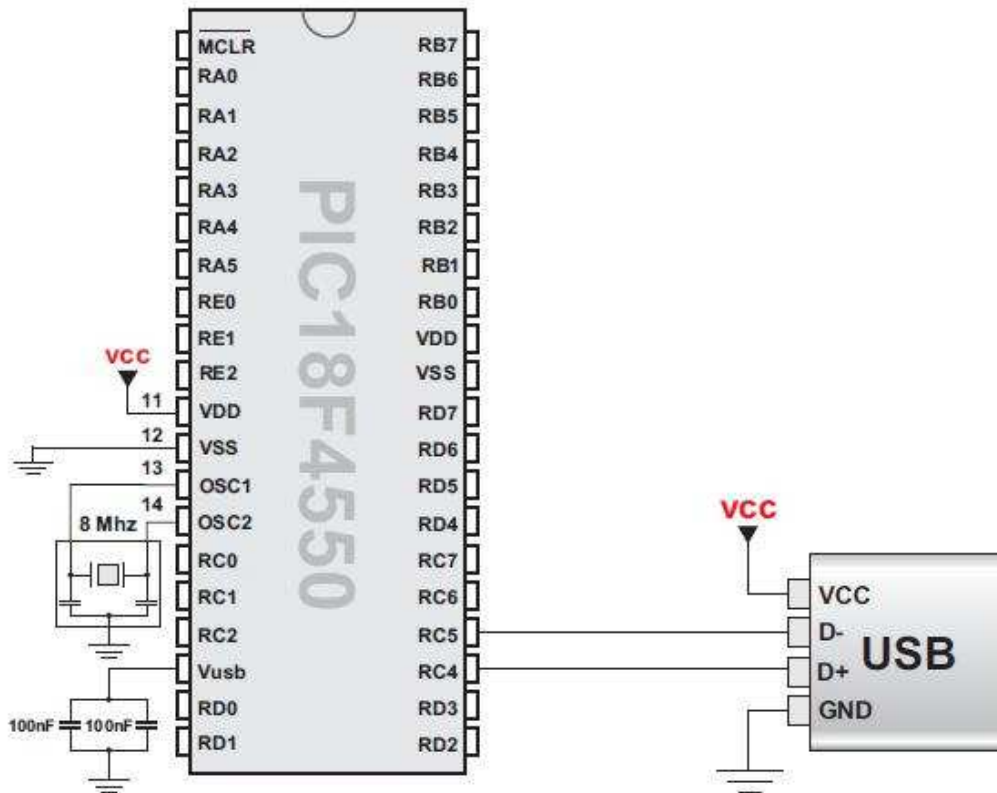 MCLR
RA0
RA1
RA2
RA3
RA4
RA5
RE0
RE1
RE2
VDD
VSS
OSC1
OSC2
RC0
RC1
RC2
Vusb
RD0
RD1
PIC18F4550
RB7
RB6
RB5
RB4
RB3
RB2
RB1
RB0
VDD
VSS
RD7
RD6
RD5
RD4
RC7
RC6
RC5
RC4
RD3
RD2
VCC
11
12
13
14
8 Mhz
100nF 100nF
VCC
VCC
D-
D+
GND
USB